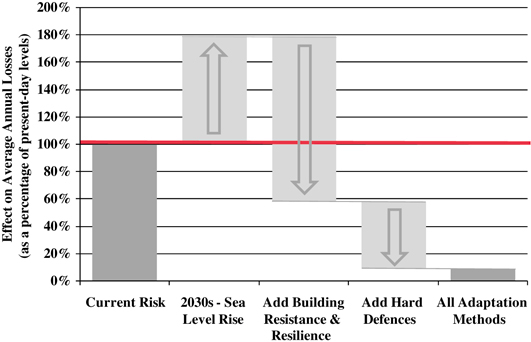 Effect on Average Annual Losses
(as a percentage of present-day levels)
200%
180%
160%
140%
120%
100%
80%
60%
40%
20%
0%
Current Risk
2030s - Sea
Level Rise
Add Building
Resistance &
Resilience
Add Hard
Defences
All Adaptation
Methods